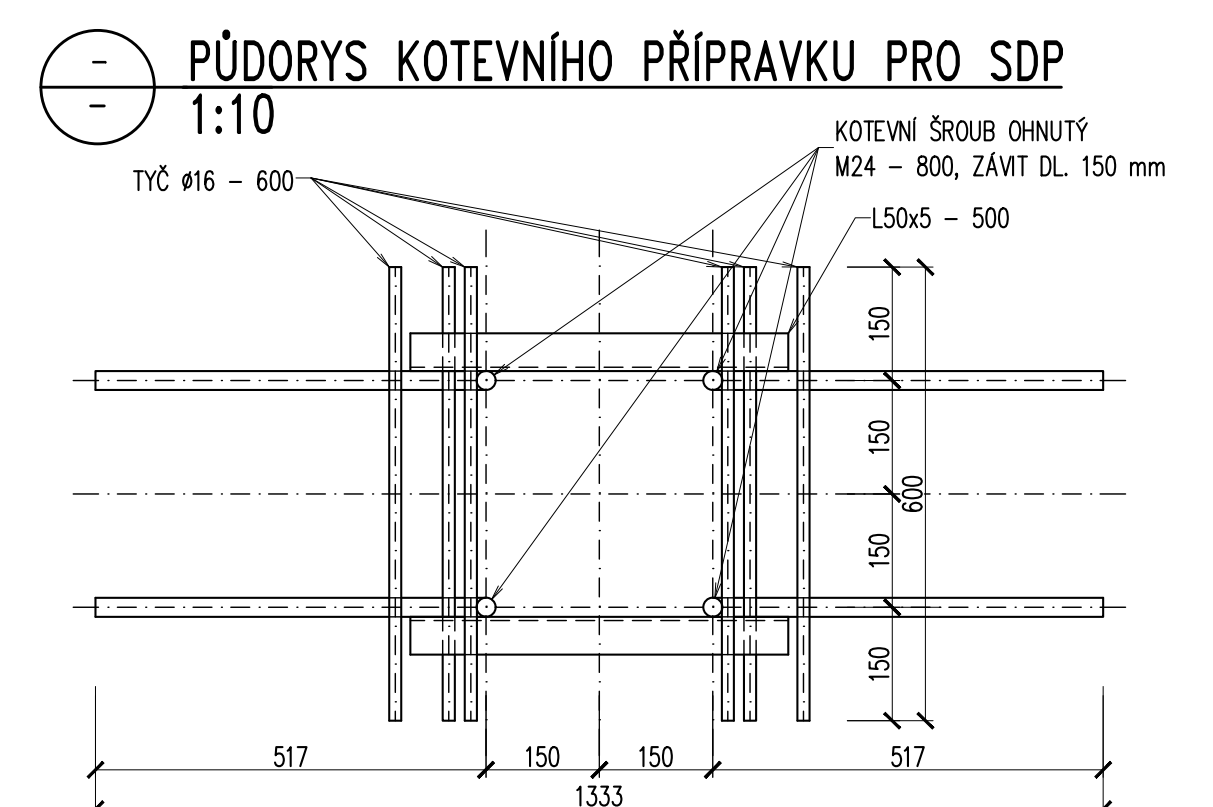 –
–
PŮDORYS KOTEVNÍHO PŘÍPRAVKU PRO SDP
1:10
KOTEVNÍ ŠROUB OHNUTÝ
M24 – 800, ZÁVIT DL. 150 mm
TYČ ø16 – 600
L50x5 – 500
150
150
600
150
150
517
150
150
517
1333